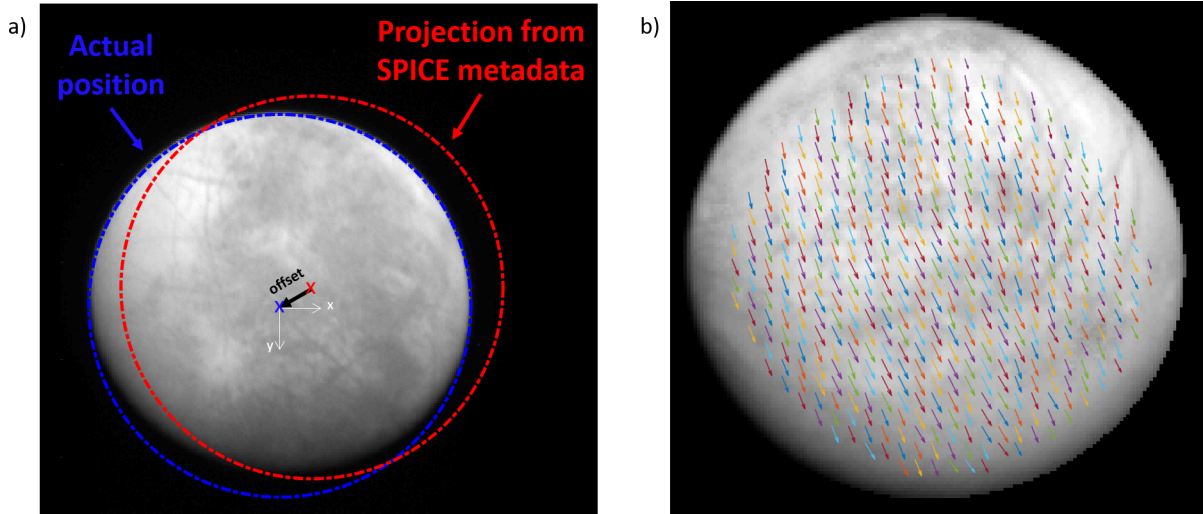 a)
Actual
position
Projection from
SPICE metadata
offset
X
X
x
y
b)